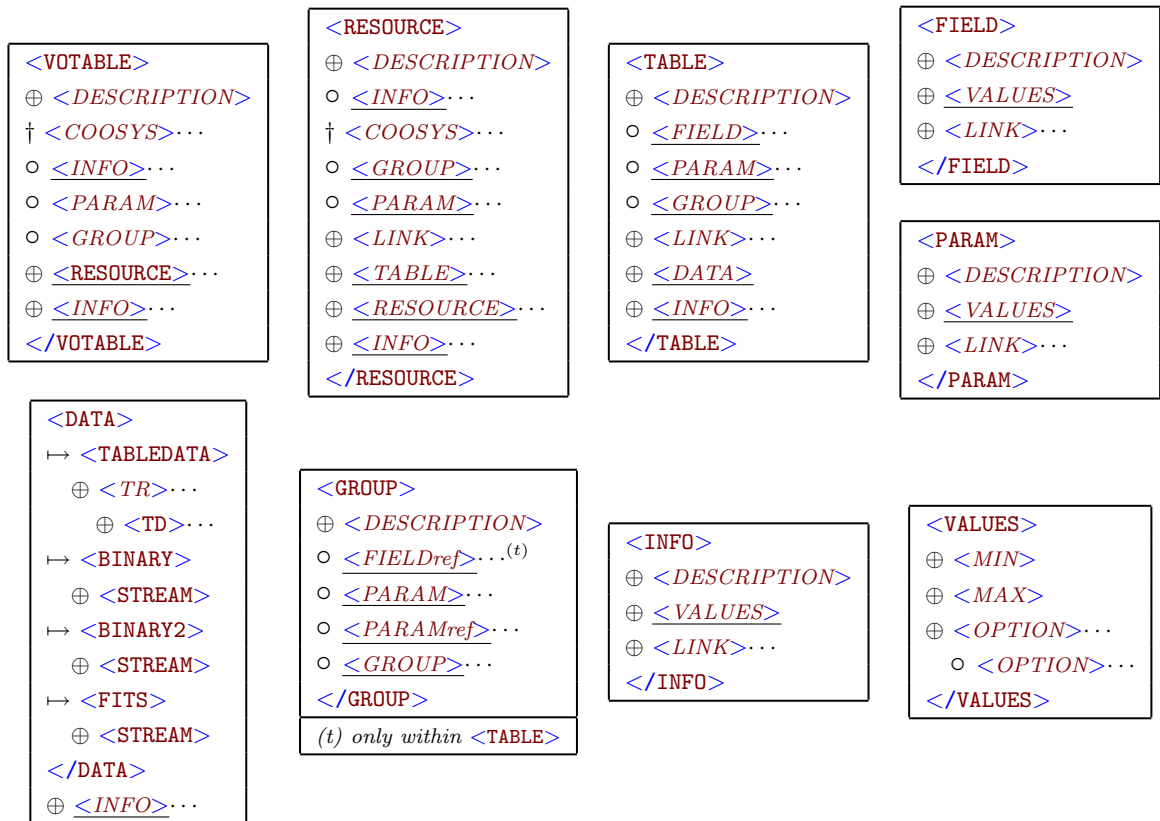 <VOTABLE>
⊕ <DESCRIPTION>
† <COOSYS>···
○ <INFO>···
○ <PARAM>···
○ <GROUP>···
⊕ <RESOURCE>···
⊕ <INFO>···
</VOTABLE>
<RESOURCE>
⊕ <DESCRIPTION>
○ <INFO>···
† <COOSYS>···
○ <GROUP>···
○ <PARAM>···
⊕ <LINK>···
⊕ <TABLE>···
⊕ <RESOURCE>···
⊕ <INFO>···
</RESOURCE>
<TABLE>
⊕ <DESCRIPTION>
○ <FIELD>···
○ <PARAM>···
○ <GROUP>···
⊕ <LINK>···
⊕ <DATA>
⊕ <INFO>···
</TABLE>
<FIELD>
⊕ <DESCRIPTION>
⊕ <VALUES>
⊕ <LINK>···
</FIELD>
<PARAM>
⊕ <DESCRIPTION>
⊕ <VALUES>
⊕ <LINK>···
</PARAM>
<DATA>
↦ <TABLEDATA>
⊕ <TR>···
⊕ <TD>···
↦ <BINARY>
⊕ <STREAM>
↦ <BINARY2>
⊕ <STREAM>
↦ <FITS>
⊕ <STREAM>
</DATA>
⊕ <INFO>···
<GROUP>
⊕ <DESCRIPTION>
○ <FIELDref>···(t)
○ <PARAM>···
○ <PARAMref>···
○ <GROUP>···
</GROUP>
(t) only within <TABLE>
<INFO>
⊕ <DESCRIPTION>
⊕ <VALUES>
⊕ <LINK>···
</INFO>
<VALUES>
⊕ <MIN>
⊕ <MAX>
⊕ <OPTION>···
○ <OPTION>···
</VALUES>